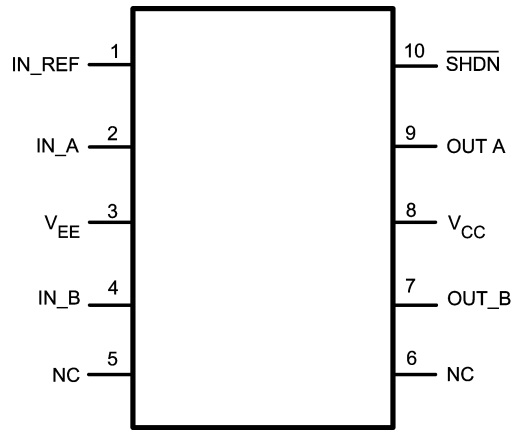 IN_REF 1 10 SHDN
IN_A 2 9 OUT A
VEE 3 8 VCC
IN_B 4 7 OUT_B
NC 5 6 NC